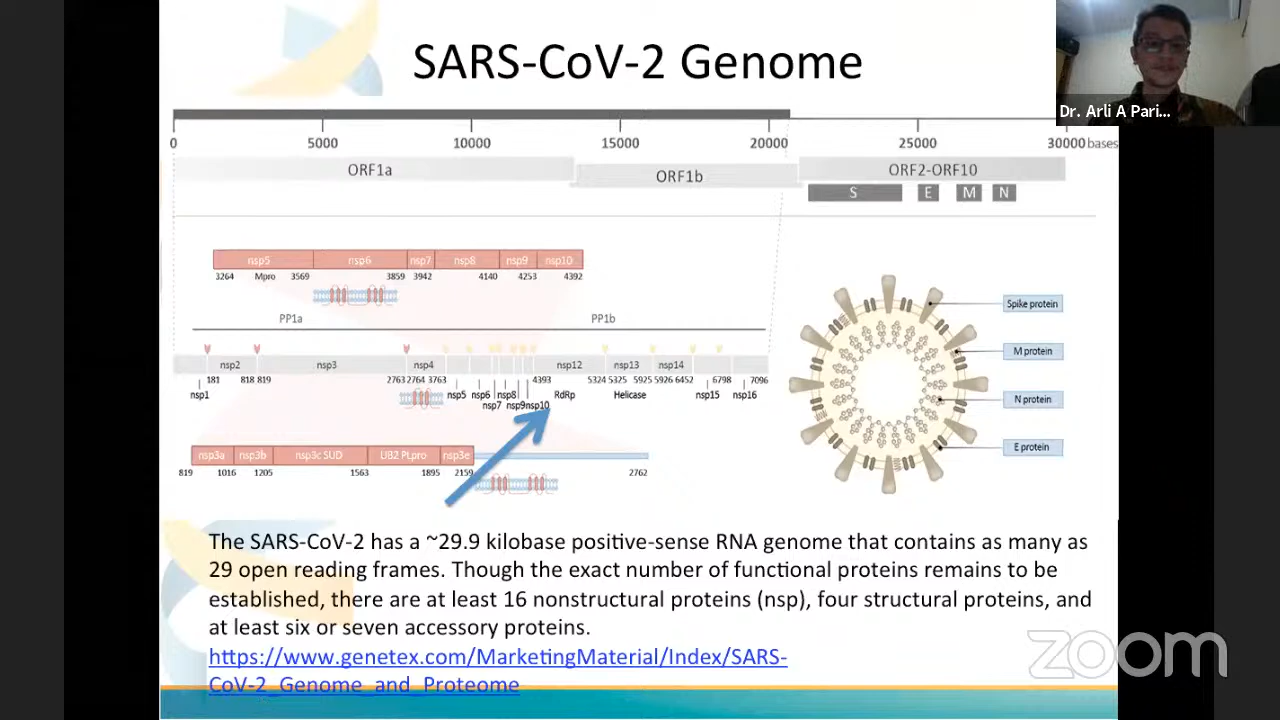 SARS-CoV-2 Genome
Dr. Arli A Pari...
0 5000 10000 15000 20000 25000 30000 bases
ORF1a ORF1b ORF2-ORF10
S E M N
nsp5 nsp6 nsp7 nsp8 nsp9 nsp10
3264 Mpro 3569 3859 3942 4140 4253 4392
PP1a PP1b
nsp2 nsp3 nsp4 nsp12 nsp13 nsp14
181 818 819 2763 2764 3763 4393 5324 5325 5925 5926 6452 6798 7096
nsp1 nsp5 nsp6 nsp8 RdRp Helicase nsp15 nsp16
nsp7 nsp9 nsp10
nsp3a nsp3b nsp3c SUD UB2 PLpro nsp3e
819 1016 1205 1563 1895 2159 2762
Spike protein
M protein
N protein
E protein
The SARS-CoV-2 has a ~29.9 kilobase positive-sense RNA genome that contains as many as
29 open reading frames. Though the exact number of functional proteins remains to be
established, there are at least 16 nonstructural proteins (nsp), four structural proteins, and
at least six or seven accessory proteins.
https://www.genetex.com/MarketingMaterial/Index/SARS-
CoV-2_Genome_and_Proteome
zoom